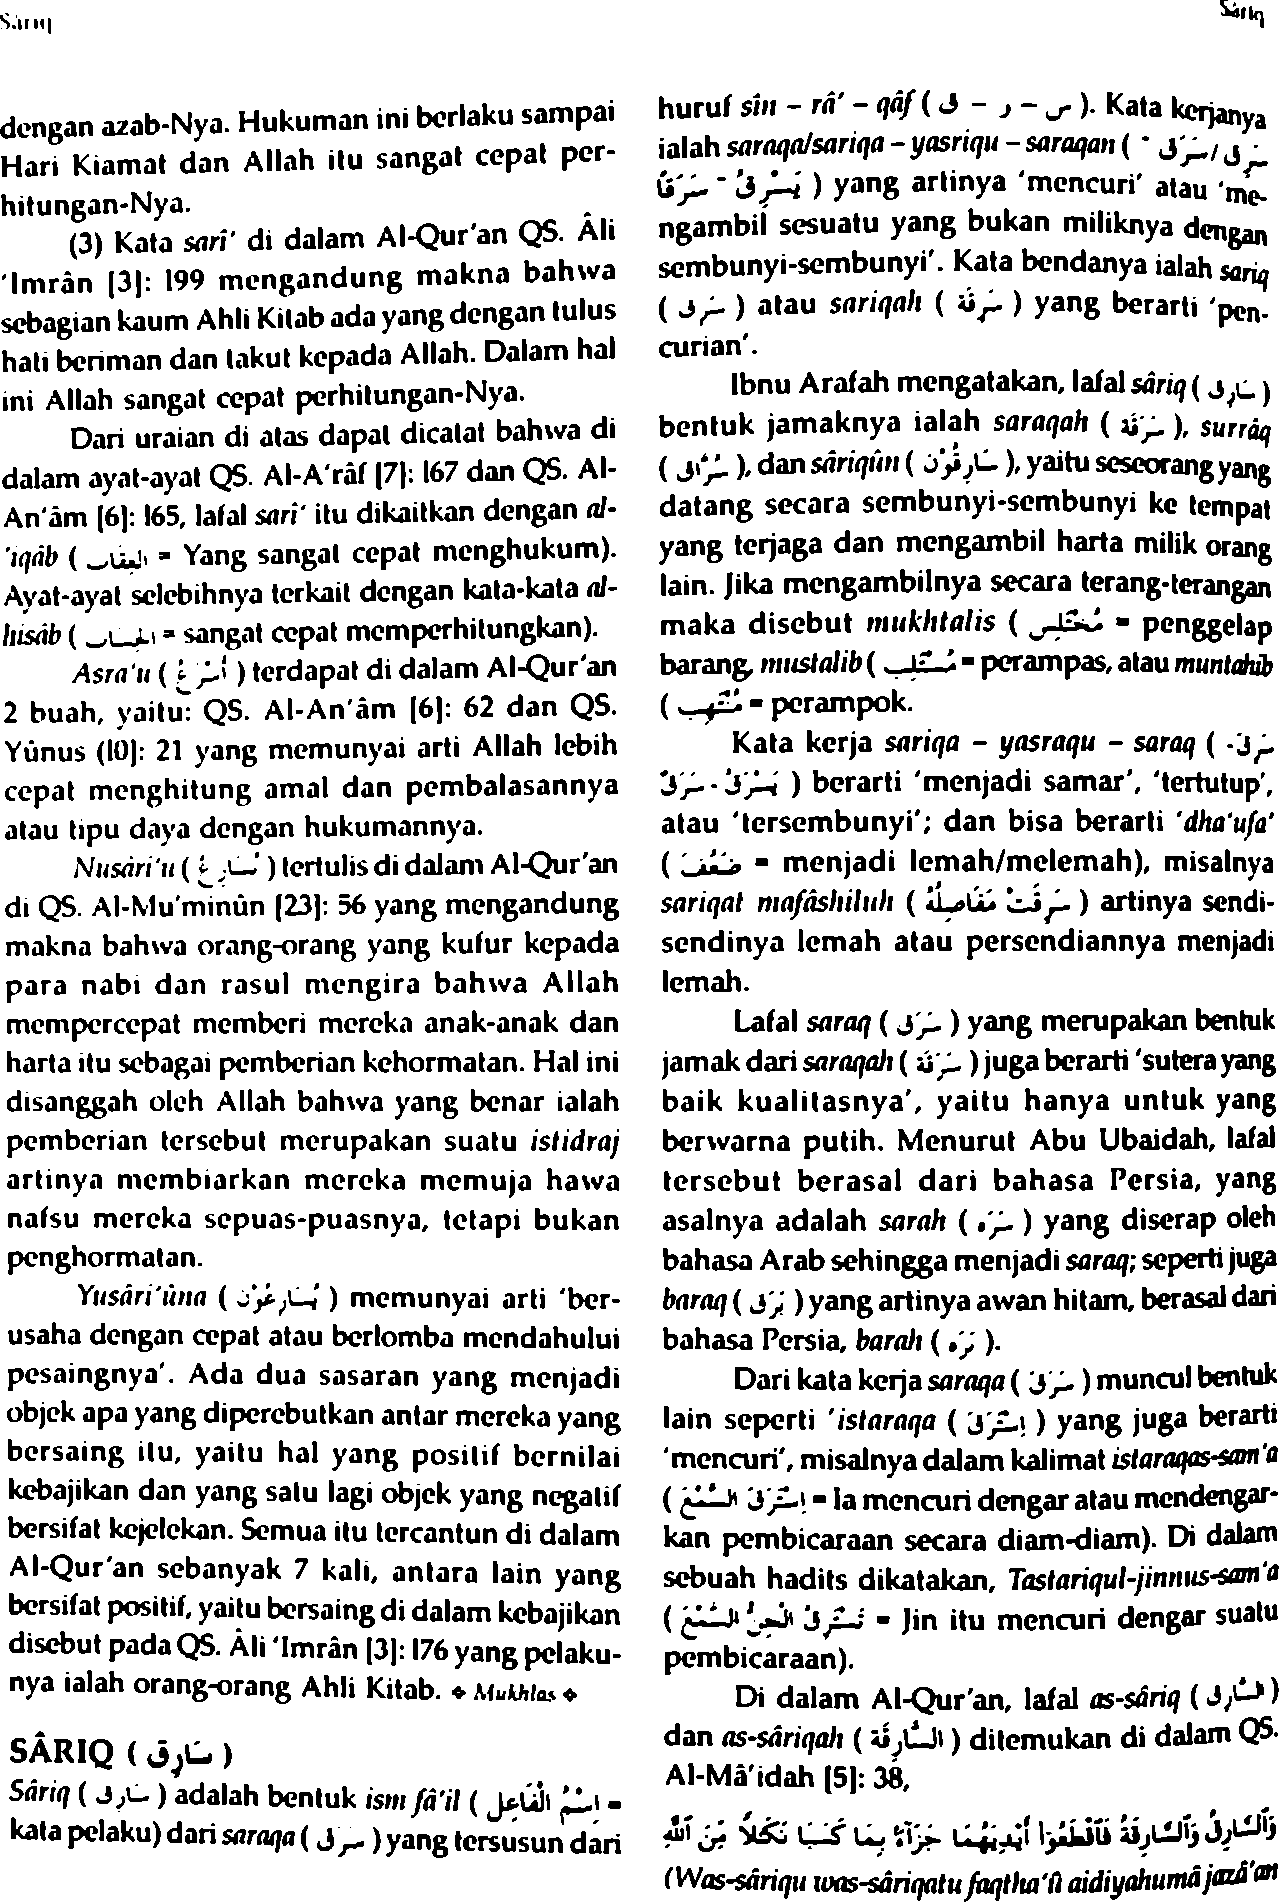 Sâriq
Sâriq
dengan azab-Nya. Hukuman ini berlaku sampai
Hari Kiamat dan Allah itu sangat cepat per-
hitungan-Nya.
(3) Kata sarî' di dalam Al-Qur'an QS. Âli
'Imrân [3]: 199 mengandung makna bahwa
sebagian kaum Ahli Kitab ada yang dengan tulus
hati beriman dan takut kepada Allah. Dalam hal
ini Allah sangat cepat perhitungan-Nya.
Dari uraian di atas dapat dicatat bahwa di
dalam ayat-ayat QS. Al-A'râf [7]: 167 dan QS. Al-
An'âm [6]: 165, lafal sarî' itu dikaitkan dengan al-
'iqâb ( العِقَاب = Yang sangat cepat menghukum).
Ayat-ayat selebihnya terkait dengan kata-kata al-
hisâb ( الحِسَاب = sangat cepat memperhitungkan).
Asra'u ( أَسْرَعُ ) terdapat di dalam Al-Qur'an
2 buah, yaitu: QS. Al-An'âm [6]: 62 dan QS.
Yûnus (10]: 21 yang memunyai arti Allah lebih
cepat menghitung amal dan pembalasannya
atau tipu daya dengan hukumannya.
Nusâri'u ( نُسَارِعُ ) tertulis di dalam Al-Qur'an
di QS. Al-Mu'minûn [23]: 56 yang mengandung
makna bahwa orang-orang yang kufur kepada
para nabi dan rasul mengira bahwa Allah
mempercepat memberi mereka anak-anak dan
harta itu sebagai pemberian kehormatan. Hal ini
disanggah oleh Allah bahwa yang benar ialah
pemberian tersebut merupakan suatu istidraj
artinya membiarkan mereka memuja hawa
nafsu mereka sepuas-puasnya, tetapi bukan
penghormatan.
Yusâri'ûna ( يُسَارِعُوْنَ ) memunyai arti 'ber-
usaha dengan cepat atau berlomba mendahului
pesaingnya'. Ada dua sasaran yang menjadi
objek apa yang diperebutkan antar mereka yang
bersaing itu, yaitu hal yang positif bernilai
kebajikan dan yang satu lagi objek yang negatif
bersifat kejelekan. Semua itu tercantun di dalam
Al-Qur'an sebanyak 7 kali, antara lain yang
bersifat positif, yaitu bersaing di dalam kebajikan
disebut pada QS. Âli 'Imrân [3]: 176 yang pelaku-
nya ialah orang-orang Ahli Kitab. ◆ Mukhlas ◆
SÂRIQ ( سَارِق )
Sâriq ( سَارِق ) adalah bentuk ism fâ'il ( اِسْمُ الْفَاعِل =
kata pelaku) dari saraqa ( سرق ) yang tersusun dari
huruf sîn – râ' – qâf ( س – ر – ق ). Kata kerjanya
ialah saraqa/sariqa – yasriqu – saraqan ( سَرَقَ/سَرِقَ -
يَسْرِقُ - سَرَقًا ) yang artinya 'mencuri' atau 'me-
ngambil sesuatu yang bukan miliknya dengan
sembunyi-sembunyi'. Kata bendanya ialah sariq
( سَرِق ) atau sariqah ( سَرِقَة ) yang berarti 'pen-
curian'.
Ibnu Arafah mengatakan, lafal sâriq ( سَارِق )
bentuk jamaknya ialah saraqah ( سَرَقَة ), surrâq
( سُرَّاق ), dan sâriqûn ( سَارِقُوْن ), yaitu seseorang yang
datang secara sembunyi-sembunyi ke tempat
yang terjaga dan mengambil harta milik orang
lain. Jika mengambilnya secara terang-terangan
maka disebut mukhtalis ( مُخْتَلِس = penggelap
barang, mustalib ( مُسْتَلِب = perampas, atau muntahib
( مُنْتَهِب = perampok.
Kata kerja sariqa – yasraqu – saraq ( سَرِقَ-
يَسْرَقُ-سَرَقٌ ) berarti 'menjadi samar', 'tertutup',
atau 'tersembunyi'; dan bisa berarti 'dha'ufa'
( ضَعُفَ = menjadi lemah/melemah), misalnya
sariqat mafâshiluh ( سَرِقَتْ مَفَاصِلُهُ ) artinya sendi-
sendinya lemah atau persendiannya menjadi
lemah.
Lafal saraq ( سَرَق ) yang merupakan bentuk
jamak dari saraqah ( سَرَقَة ) juga berarti 'sutera yang
baik kualitasnya', yaitu hanya untuk yang
berwarna putih. Menurut Abu Ubaidah, lafal
tersebut berasal dari bahasa Persia, yang
asalnya adalah sarah ( سَرَه ) yang diserap oleh
bahasa Arab sehingga menjadi saraq; seperti juga
baraq ( بَرَق ) yang artinya awan hitam, berasal dari
bahasa Persia, barah ( بَرَه ).
Dari kata kerja saraqa ( سَرَقَ ) muncul bentuk
lain seperti 'istaraqa ( إِسْتَرَقَ ) yang juga berarti
'mencuri', misalnya dalam kalimat istaraqas-sam'a
( إِسْتَرَقَ السَّمْعَ = Ia mencuri dengar atau mendengar-
kan pembicaraan secara diam-diam). Di dalam
sebuah hadits dikatakan, Tastariqul-jinnus-sam'a
( تَسْتَرِقُ الْجِنُّ السَّمْعَ = Jin itu mencuri dengar suatu
pembicaraan).
Di dalam Al-Qur'an, lafal as-sâriq ( السَّارِق )
dan as-sâriqah ( السَّارِقَة ) ditemukan di dalam QS.
Al-Mâ'idah [5]: 38,
وَٱلسَّارِقُ وَٱلسَّارِقَةُ فَٱقْطَعُوٓا۟ أَيْدِيَهُمَا جَزَآءًۢ بِمَا كَسَبَا نَكَٰلًا مِّنَ ٱللَّهِ
(Was-sâriqu was-sâriqatu faqtha'û aidiyahumâ jazâ'an